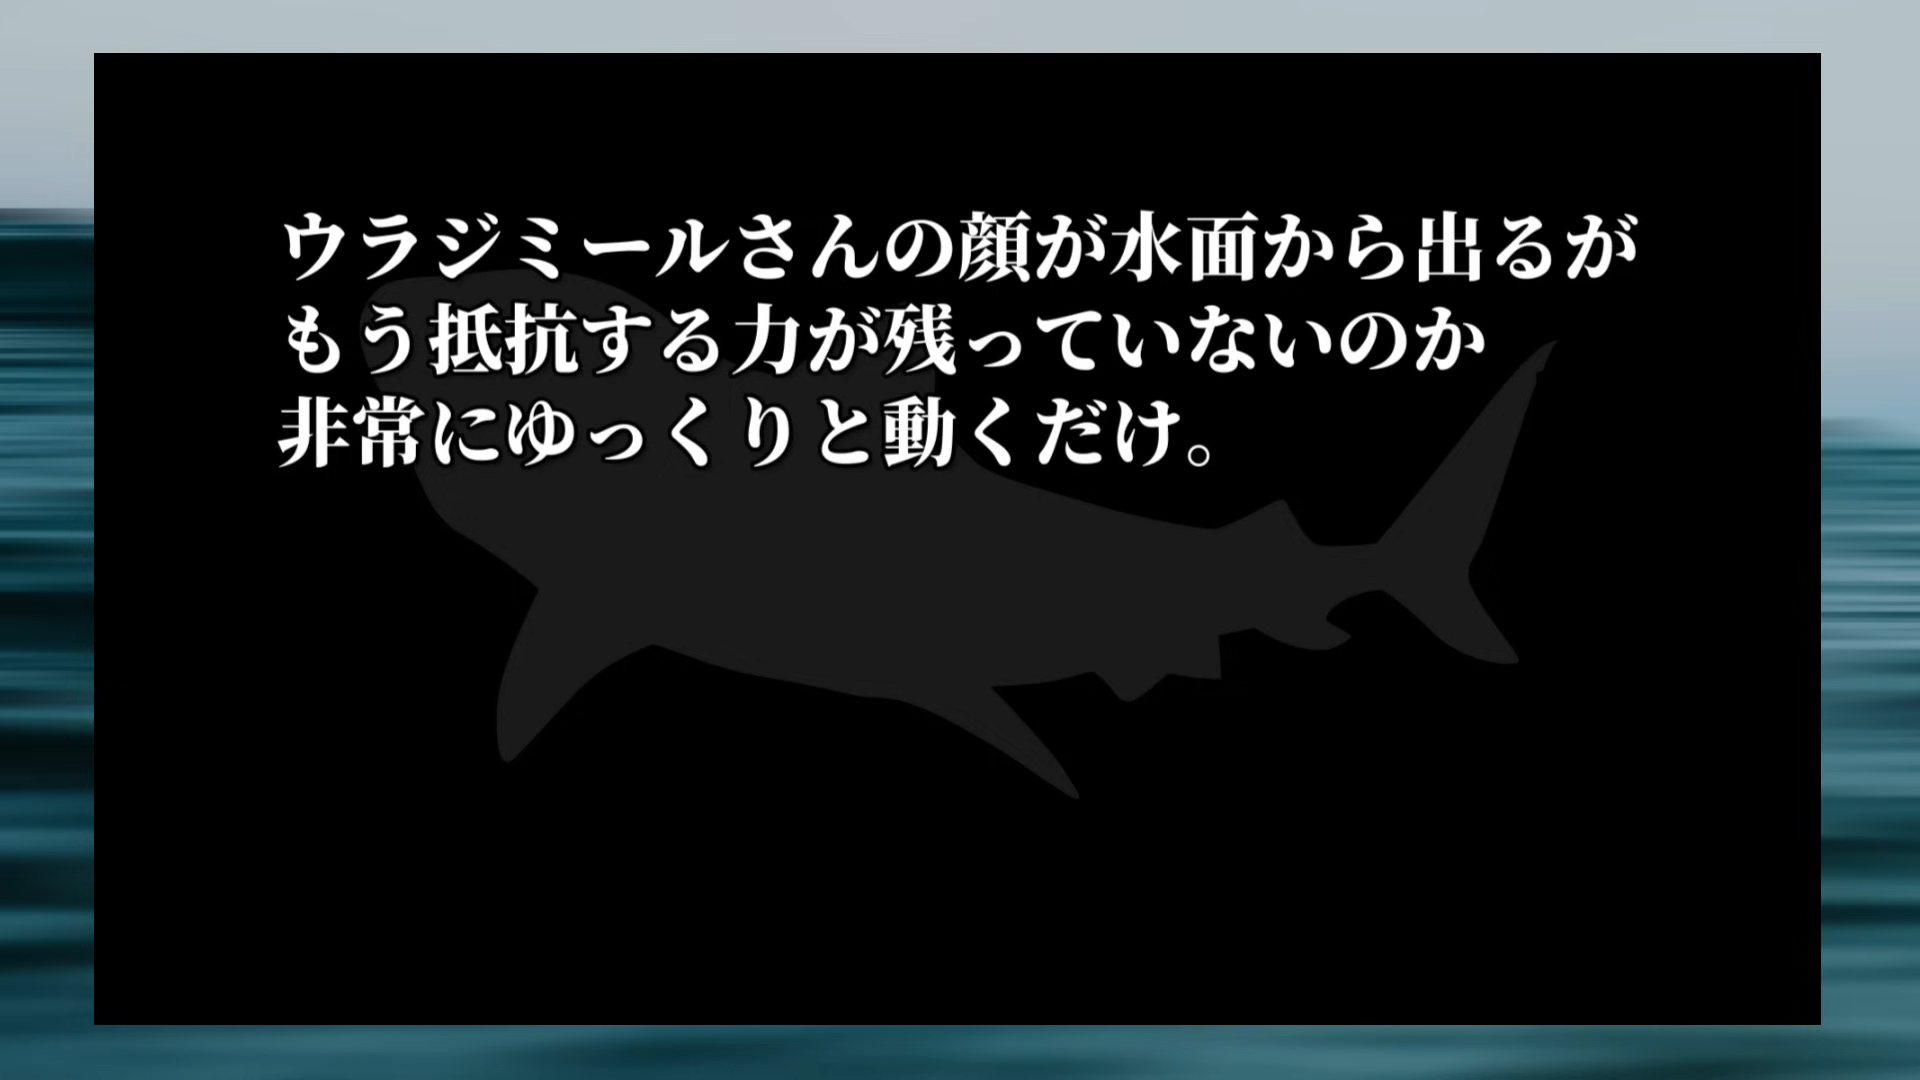 ウラジミールさんの顔が水面から出るが
もう抵抗する力が残っていないのか
非常にゆっくりと動くだけ。